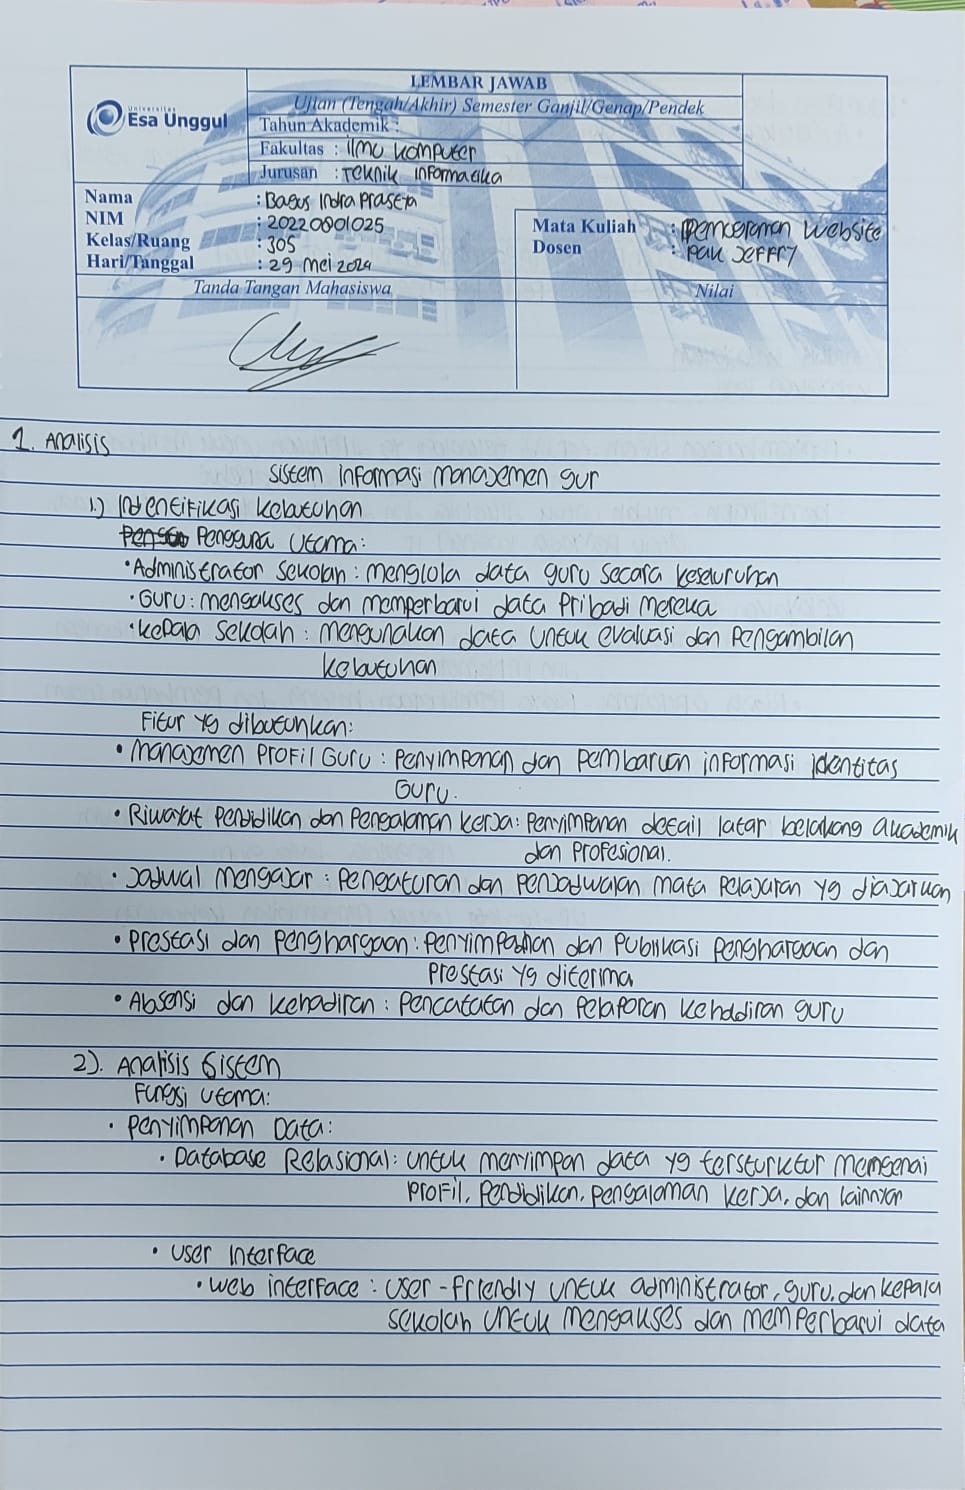 LEMBAR JAWAB
Universitas
Esa Unggul
Ujian (Tengah/Akhir) Semester Ganjil/Genap/Pendek
Tahun Akademik :
Fakultas : Ilmu Komputer
Jurusan : Teknik Informatika
Nama : Bagus Indra Prasetia
NIM : 20220801025
Kelas/Ruang : 305
Hari/Tanggal : 29 Mei 2024
Mata Kuliah : Pemograman Website
Dosen : Pak Jeffry
Tanda Tangan Mahasiswa
Nilai
1. Analisis
Sistem Informasi Manajemen gur
1.) Identifikasi kebutuhan
Pengguna Utama:
• Administrator Sekolah : menglola data guru secara keseluruhan
• Guru : mengakses dan memperbarui data Pribadi mereka
• Kepala Sekolah : mengunakan data untuk evaluasi dan Pengambilan
kebutuhan
Fitur yg dibutuhkan:
• Manajemen Profil Guru : Penyimpanan dan Pembaruan informasi identitas
Guru.
• Riwayat Pendidikan dan Pengalaman kerja: Penyimpanan detail latar belakang akademik
dan Profesional.
• Jadwal Mengajar : Pengaturan dan Penjadwalan mata Pelajaran yg diajarkan
• Prestasi dan Penghargaan : Penyimpanan dan Publikasi Penghargaan dan
Prestasi yg diterima
• Absensi dan kehadiran : Pencatatan dan Pelaporan kehadiran guru
2). Analisis Sistem
Fungsi Utama:
• Penyimpanan Data:
• Database Relasional: untuk menyimpan data yg tersturktur mengenai
Profil, Pendidikan, Pengalaman kerja, dan lainnya
• User Interface
• Web interface : User-friendly untuk administrator, guru, dan kepala
sekolah untuk mengakses dan memperbarui data